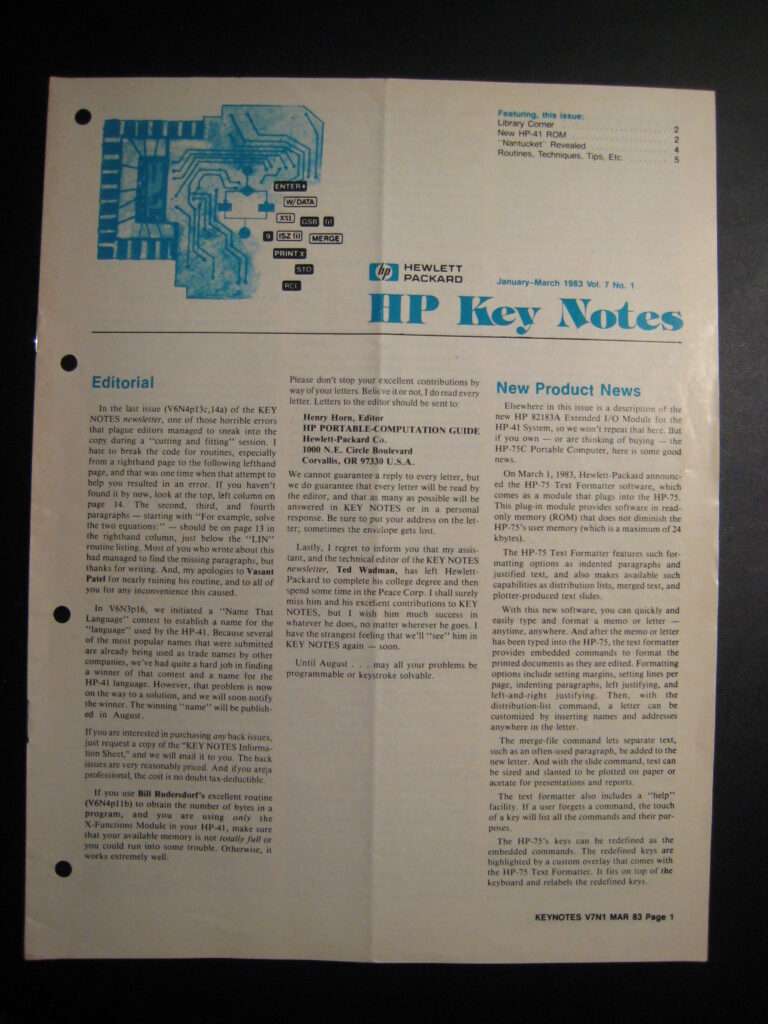 Featuring, this issue:
Library Corner . . . . . . . . . . . . . . . . . . . . . . 2
New HP-41 ROM . . . . . . . . . . . . . . . . . . . . 2
"Nantucket" Revealed . . . . . . . . . . . . . . . . 4
Routines, Techniques, Tips, Etc. . . . . . . . . . 5
ENTER↑
W/DATA
X≷I GSB (i)
g ISZ (i) MERGE
PRINT X
STO
RCL
hp HEWLETT
PACKARD
January–March 1983 Vol. 7 No. 1
HP Key Notes
Editorial
In the last issue (V6N4p13c,14a) of the KEY
NOTES newsletter, one of those horrible errors
that plague editors managed to sneak into the
copy during a "cutting and fitting" session. I
hate to break the code for routines, especially
from a righthand page to the following lefthand
page, and that was one time when that attempt to
help you resulted in an error. If you haven't
found it by now, look at the top, left column on
page 14. The second, third, and fourth
paragraphs – starting with "For example, solve
the two equations:" — should be on page 13 in
the righthand column, just below the "LIN"
routine listing. Most of you who wrote about this
had managed to find the missing paragraphs, but
thanks for writing. And, my apologies to Vasant
Patel for nearly ruining his routine, and to all of
you for any inconvenience this caused.
In V6N3p16, we initiated a "Name That
Language" contest to establish a name for the
"language" used by the HP-41. Because several
of the most popular names that were submitted
are already being used as trade names by other
companies, we've had quite a hard job in finding
a winner of that contest and a name for the
HP-41 language. However, that problem is now
on the way to a solution, and we will soon notify
the winner. The winning "name" will be publish-
ed in August.
If you are interested in purchasing any back issues,
just request a copy of the "KEY NOTES Informa-
tion Sheet," and we will mail it to you. The back
issues are very reasonably priced. And if you are|a
professional, the cost is no doubt tax-deductible.
If you use Bill Rudersdorf's excellent routine
(V6N4p11b) to obtain the number of bytes in a
program, and you are using only the
X-Functions Module in your HP-41, make sure
that your available memory is not totally full or
you could run into some trouble. Otherwise, it
works extremely well.
Please don't stop your excellent contributions by
way of your letters. Believe it or not, I do read every
letter. Letters to the editor should be sent to:
Henry Horn, Editor
HP PORTABLE-COMPUTATION GUIDE
Hewlett-Packard Co.
1000 N.E. Circle Boulevard
Corvallis, OR 97330 U.S.A.
We cannot guarantee a reply to every letter, but
we do guarantee that every letter will be read by
the editor, and that as many as possible will be
answered in KEY NOTES or in a personal
response. Be sure to put your address on the let-
ter; sometimes the envelope gets lost.
Lastly, I regret to inform you that my assis-
tant, and the technical editor of the KEY NOTES
newsletter, Ted Wadman, has left Hewlett-
Packard to complete his college degree and then
spend some time in the Peace Corp. I shall surely
miss him and his excellent contributions to KEY
NOTES, but I wish him much success in
whatever he does, no matter wherever he goes. I
have the strangest feeling that we'll "see" him in
KEY NOTES again — soon.
Until August . . . may all your problems be
programmable or keystroke solvable.
New Product News
Elsewhere in this issue is a description of the
new HP 82183A Extended I/O Module for the
HP-41 System, so we won't repeat that here. But
if you own — or are thinking of buying — the
HP-75C Portable Computer, here is some good
news.
On March 1, 1983, Hewlett-Packard announc-
ed the HP-75 Text Formatter software, which
comes as a module that plugs into the HP-75.
This plug-in module provides software in read-
only memory (ROM) that does not diminish the
HP-75's user memory (which is a maximum of 24
kbytes).
The HP-75 Text Formatter features such for-
matting options as indented paragraphs and
justified text, and also makes available such
capabilities as distribution lists, merged text, and
plotter-produced text slides.
With this new software, you can quickly and
easily type and format a memo or letter —
anytime, anywhere. And after the memo or letter
has been typed into the HP-75, the text formatter
provides embedded commands to format the
printed documents as they are edited. Formatting
options include setting margins, setting lines per
page, indenting paragraphs, left justifying, and
left-and-right justifying. Then, with the
distribution-list command, a letter can be
customized by inserting names and addresses
anywhere in the letter.
The merge-file command lets separate text,
such as an often-used paragraph, be added to the
new letter. And with the slide command, text can
be sized and slanted to be plotted on paper or
acetate for presentations and reports.
The text formatter also includes a "help"
facility. If a user forgets a command, the touch
of a key will list all the commands and their pur-
poses.
The HP-75's keys can be redefined as the
embedded commands. The redefined keys are
highlighted by a custom overlay that comes with
the HP-75 Text Formatter. It fits on top of the
keyboard and relabels the redefined keys.
KEYNOTES V7N1 MAR 83 Page 1